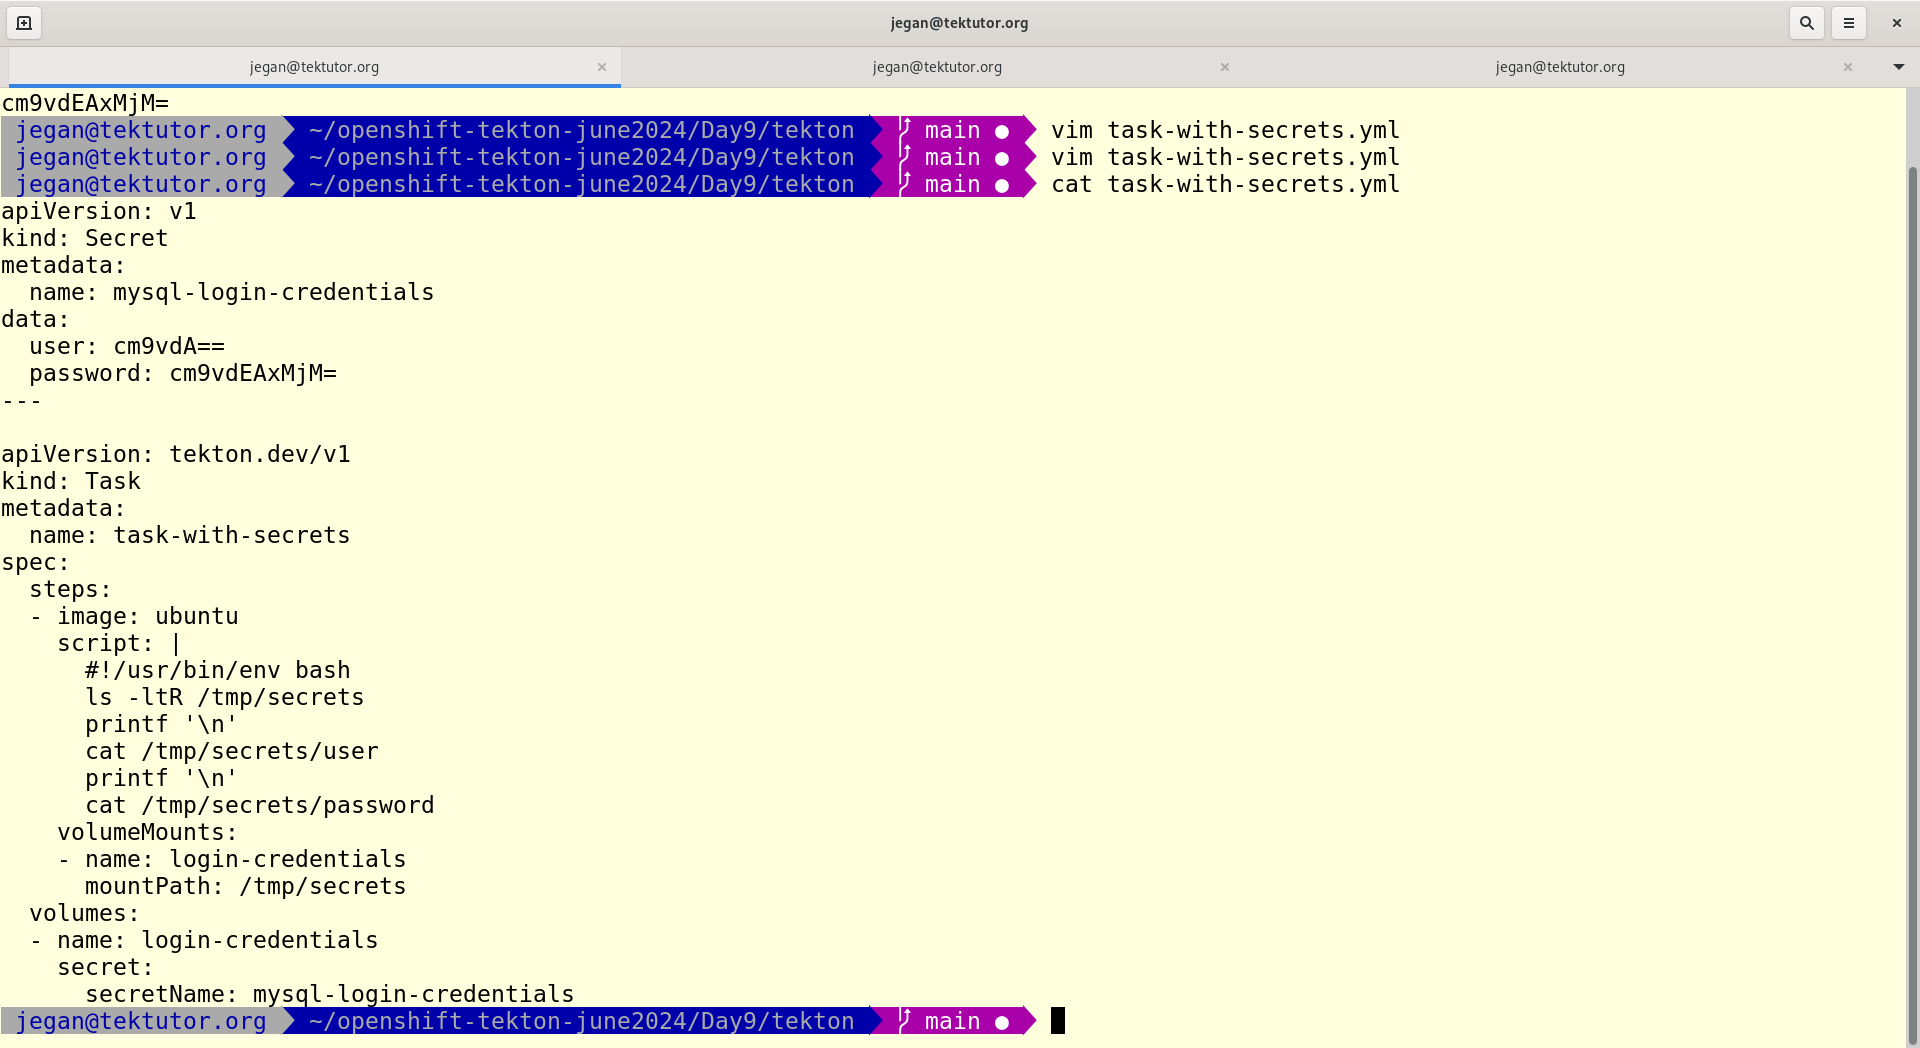 jegan@tektutor.org
jegan@tektutor.org jegan@tektutor.org jegan@tektutor.org
cm9vdEAxMjM=
jegan@tektutor.org ~/openshift-tekton-june2024/Day9/tekton main ● vim task-with-secrets.yml
jegan@tektutor.org ~/openshift-tekton-june2024/Day9/tekton main ● vim task-with-secrets.yml
jegan@tektutor.org ~/openshift-tekton-june2024/Day9/tekton main ● cat task-with-secrets.yml
apiVersion: v1
kind: Secret
metadata:
  name: mysql-login-credentials
data:
  user: cm9vdA==
  password: cm9vdEAxMjM=
---

apiVersion: tekton.dev/v1
kind: Task
metadata:
  name: task-with-secrets
spec:
  steps:
  - image: ubuntu
    script: |
      #!/usr/bin/env bash
      ls -ltR /tmp/secrets
      printf '\n'
      cat /tmp/secrets/user
      printf '\n'
      cat /tmp/secrets/password
    volumeMounts:
    - name: login-credentials
      mountPath: /tmp/secrets
  volumes:
  - name: login-credentials
    secret:
      secretName: mysql-login-credentials
jegan@tektutor.org ~/openshift-tekton-june2024/Day9/tekton main ●